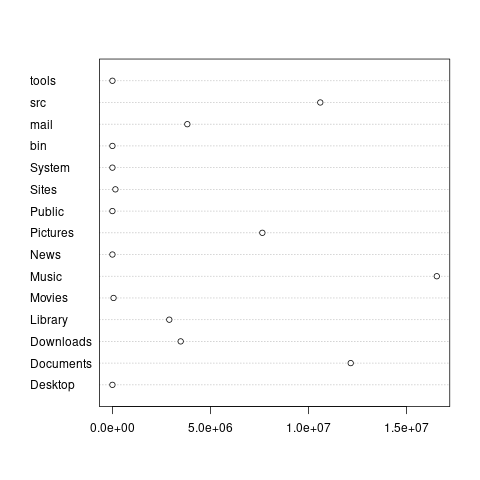 tools
src
mail
bin
System
Sites
Public
Pictures
News
Music
Movies
Library
Downloads
Documents
Desktop
0.0e+00 5.0e+06 1.0e+07 1.5e+07